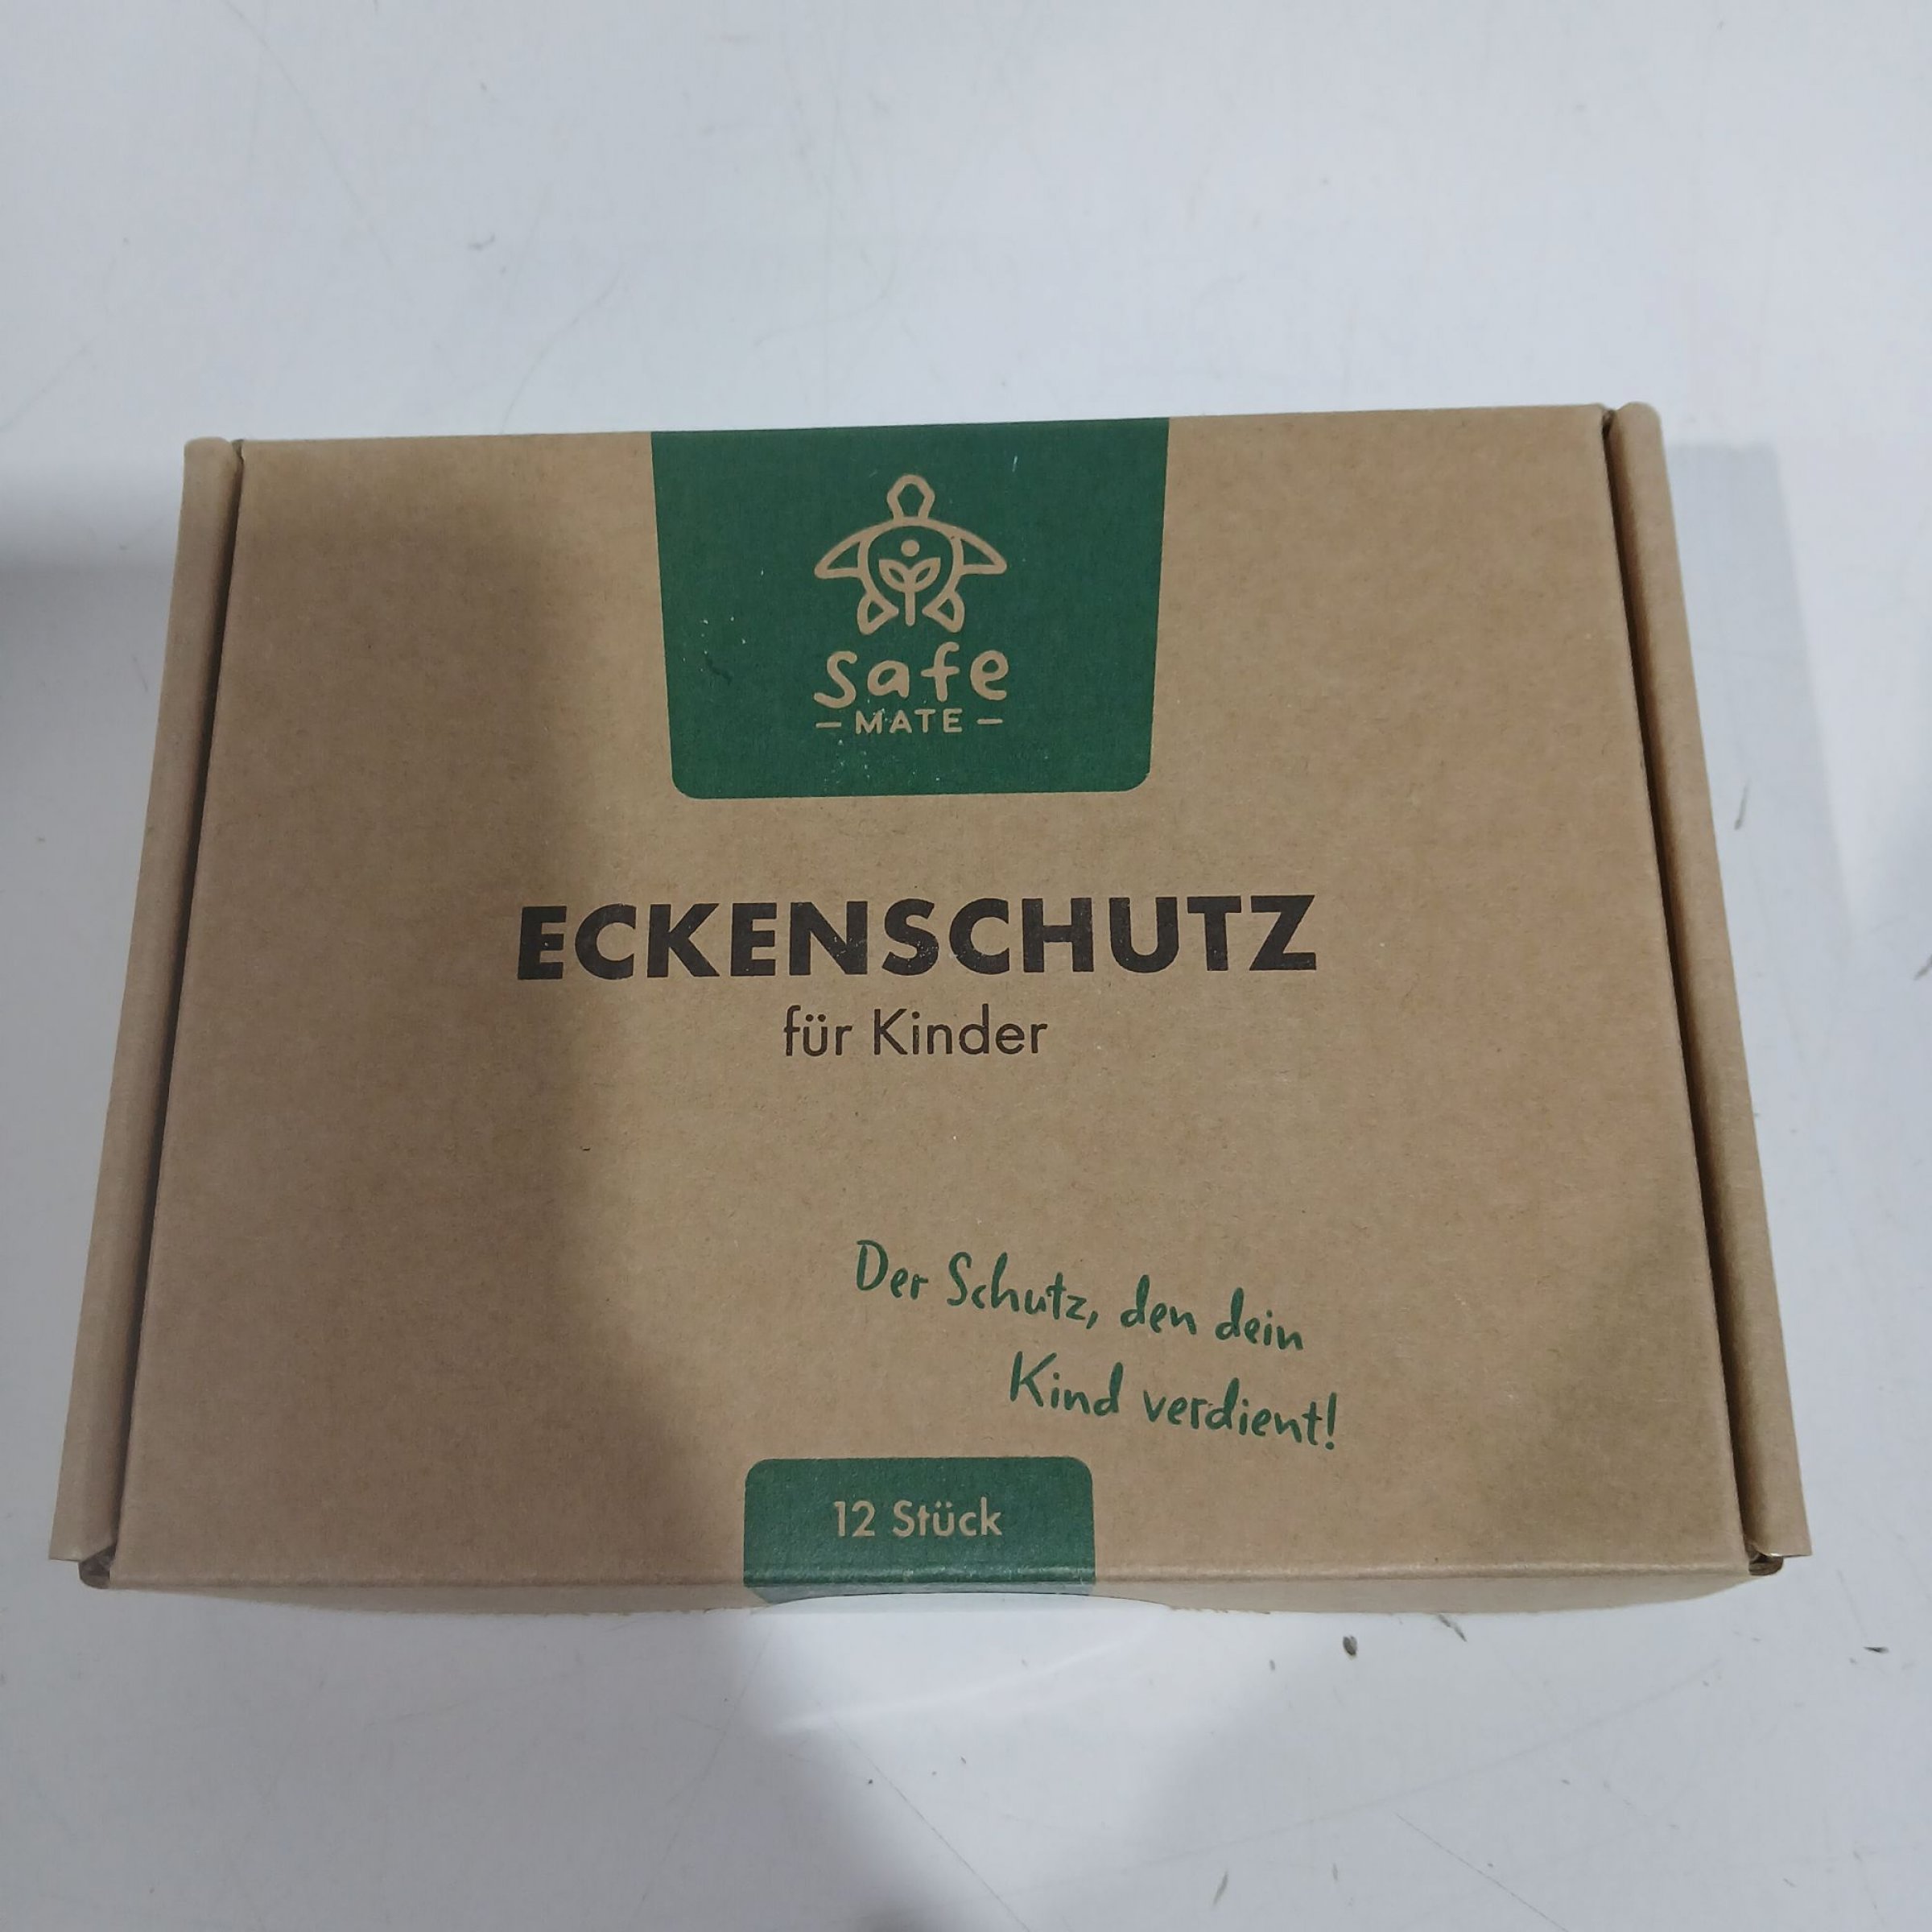 safe
– MATE –
ECKENSCHUTZ
für Kinder
Der Schutz, den dein
Kind verdient!
12 Stück